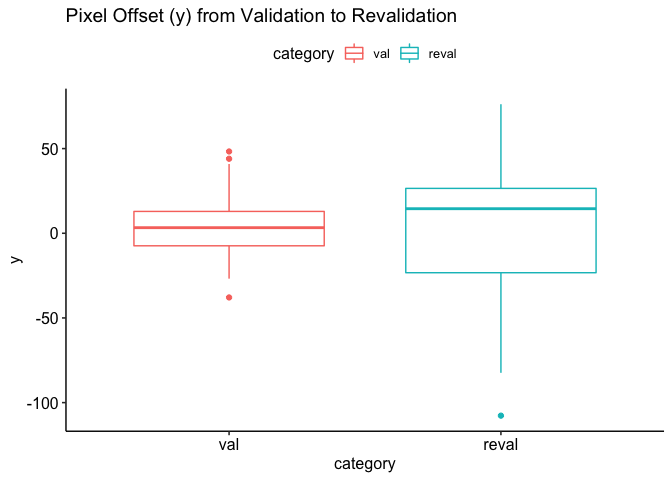 Pixel Offset (y) from Validation to Revalidation
category val reval
50
0
-50
-100
y
val reval
category